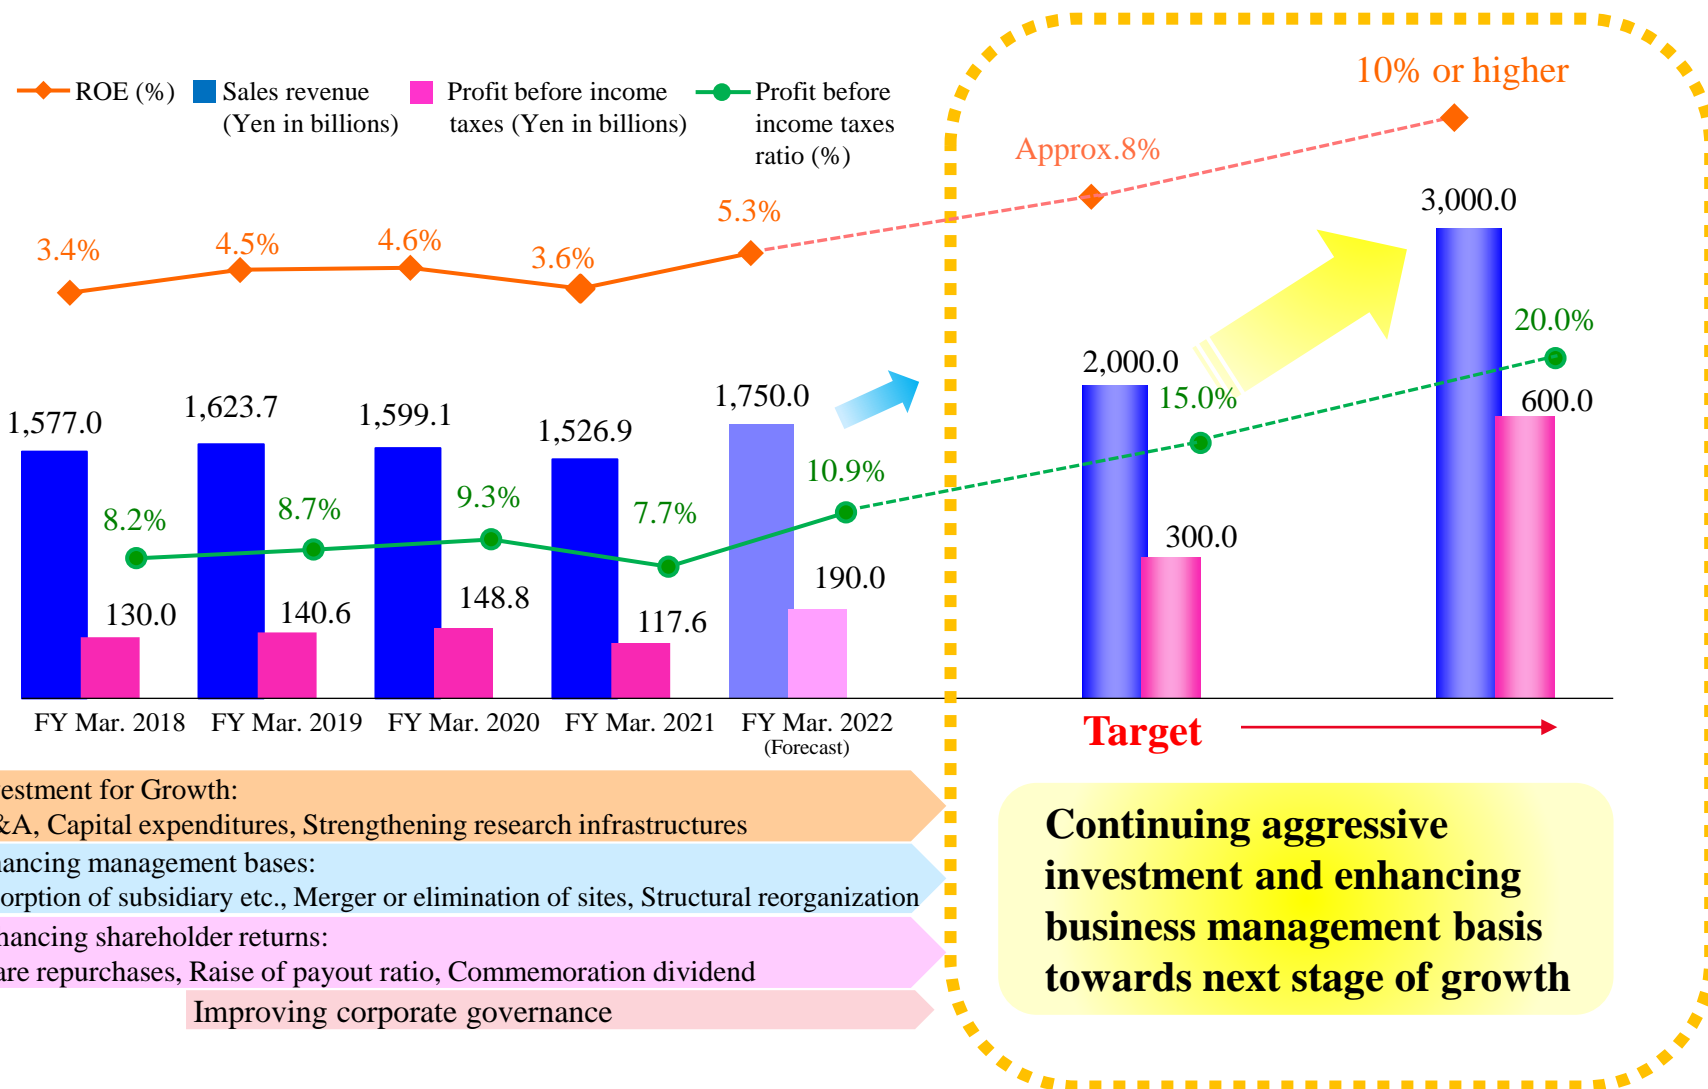 ROE (%)
Sales revenue
(Yen in billions)
Profit before income
taxes (Yen in billions)
Profit before
income taxes
ratio (%)
10% or higher
Approx.8%
5.3%
3.4%
4.5%
4.6%
3.6%
3,000.0
20.0%
2,000.0
15.0%
600.0
1,577.0
1,623.7
1,599.1
1,526.9
1,750.0
8.2%
8.7%
9.3%
7.7%
10.9%
300.0
130.0
140.6
148.8
117.6
190.0
FY Mar. 2018
FY Mar. 2019
FY Mar. 2020
FY Mar. 2021
FY Mar. 2022
(Forecast)
Target
estment for Growth:
&A, Capital expenditures, Strengthening research infrastructures
ancing management bases:
orption of subsidiary etc., Merger or elimination of sites, Structural reorganization
hancing shareholder returns:
are repurchases, Raise of payout ratio, Commemoration dividend
Improving corporate governance
Continuing aggressive
investment and enhancing
business management basis
towards next stage of growth